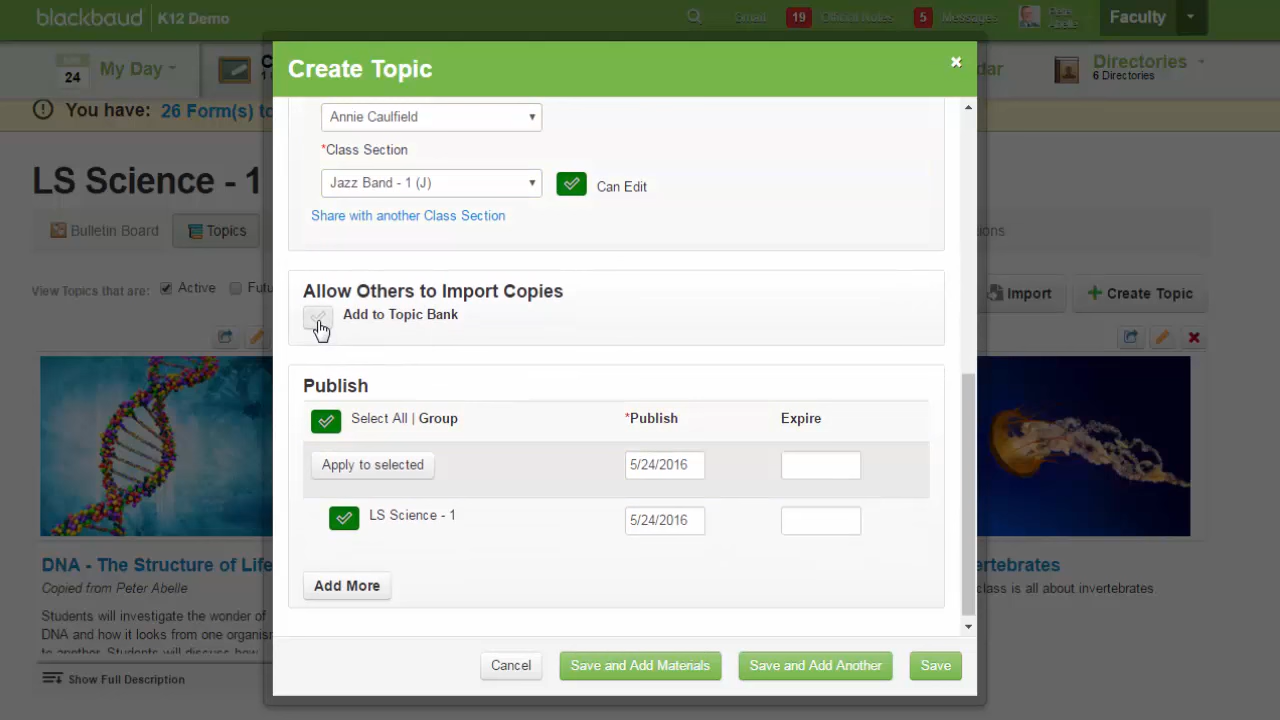 blackbaud K12 Demo
Gmail 19 Official Notes 5 Messages Peter Abelle Faculty
24 My Day
Directories
6 Directories
You have: 26 Form(s) to
LS Science - 1
Bulletin Board Topics
View Topics that are: Active
Import Create Topic
DNA - The Structure of Life
Copied from Peter Abelle
Students will investigate the wonder of
DNA and how it looks from one organism
Show Full Description
class is all about invertebrates
Create Topic
Annie Caulfield
*Class Section
Jazz Band - 1 (J) Can Edit
Share with another Class Section
Allow Others to Import Copies
Add to Topic Bank
Publish
Select All | Group *Publish Expire
Apply to selected 5/24/2016
LS Science - 1 5/24/2016
Add More
Cancel Save and Add Materials Save and Add Another Save